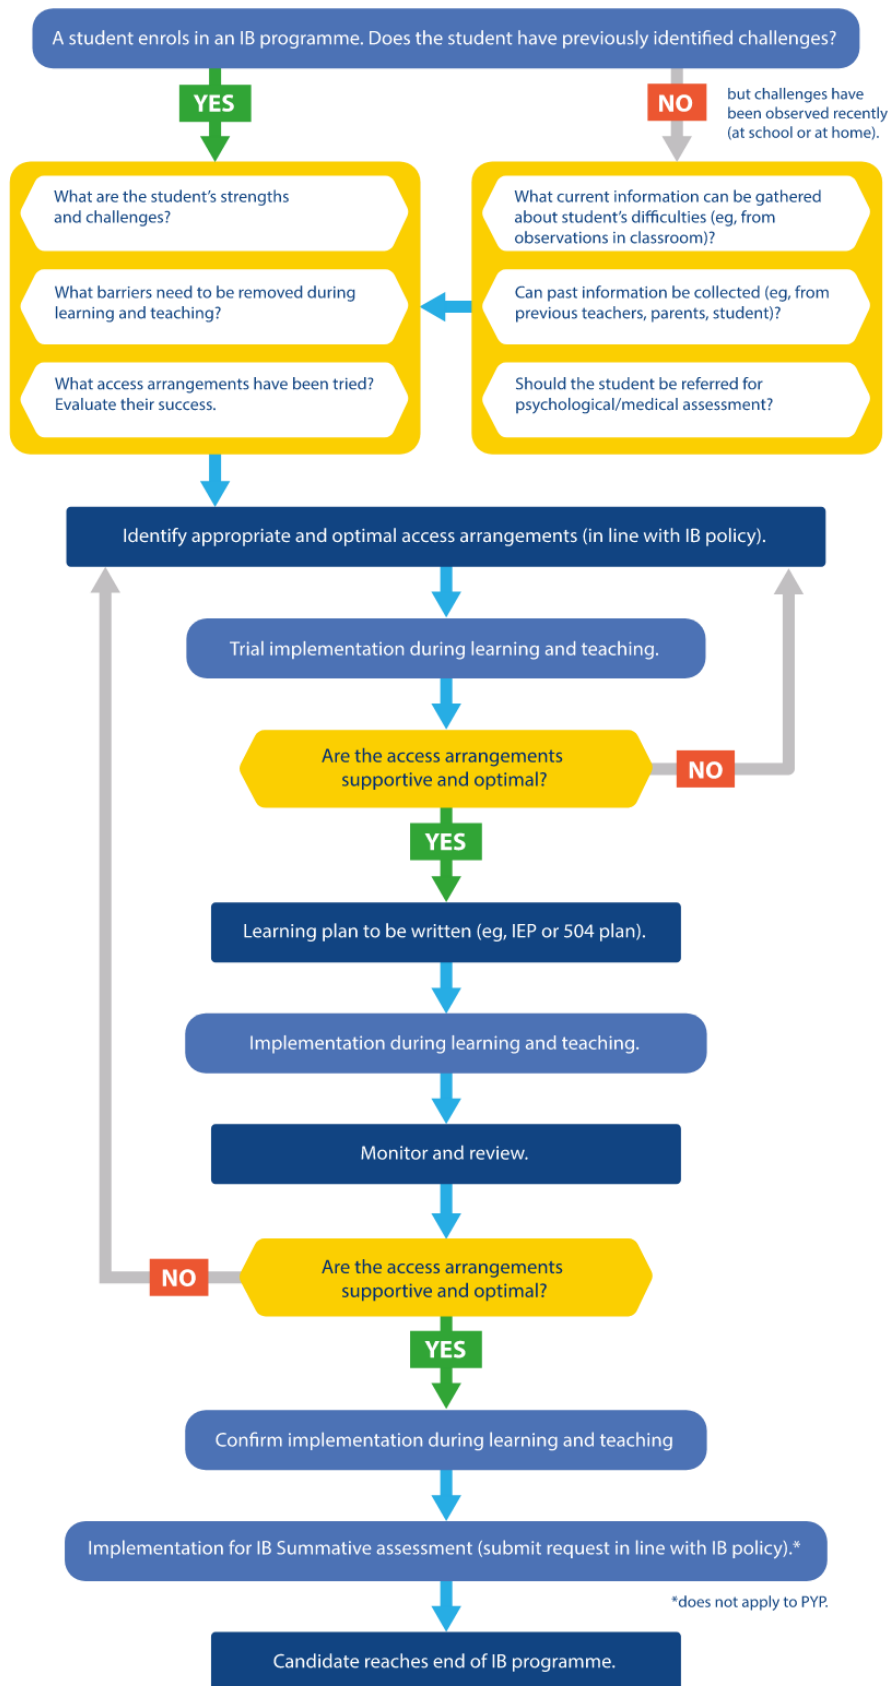 A student enrols in an IB programme. Does the student have previously identified challenges?
YES
NO
but challenges have
been observed recently
(at school or at home).
What are the student's strengths
and challenges?
What barriers need to be removed during
learning and teaching?
What access arrangements have been tried?
Evaluate their success.
What current information can be gathered
about student's difficulties (eg, from
observations in classroom)?
Can past information be collected (eg, from
previous teachers, parents, student)?
Should the student be referred for
psychological/medical assessment?
Identify appropriate and optimal access arrangements (in line with IB policy).
Trial implementation during learning and teaching.
Are the access arrangements
supportive and optimal?
NO
YES
Learning plan to be written (eg, IEP or 504 plan).
Implementation during learning and teaching.
Monitor and review.
Are the access arrangements
supportive and optimal?
NO
YES
Confirm implementation during learning and teaching
Implementation for IB Summative assessment (submit request in line with IB policy).*
*does not apply to PYP.
Candidate reaches end of IB programme.